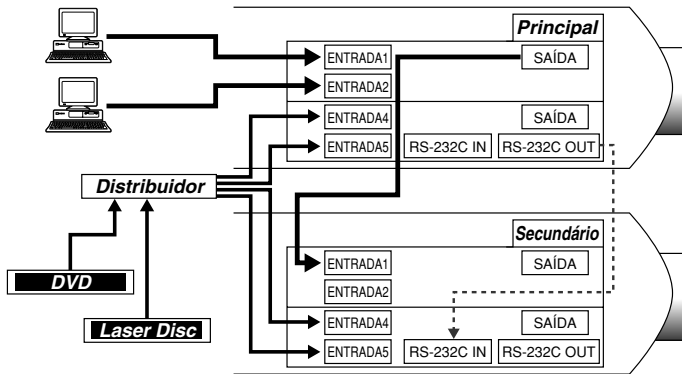 Principal
ENTRADA1 SAÍDA
ENTRADA2
ENTRADA4 SAÍDA
ENTRADA5 RS-232C IN RS-232C OUT
Distribuidor
Secundário
ENTRADA1 SAÍDA
DVD
ENTRADA2
Laser Disc
ENTRADA4 SAÍDA
ENTRADA5 RS-232C IN RS-232C OUT